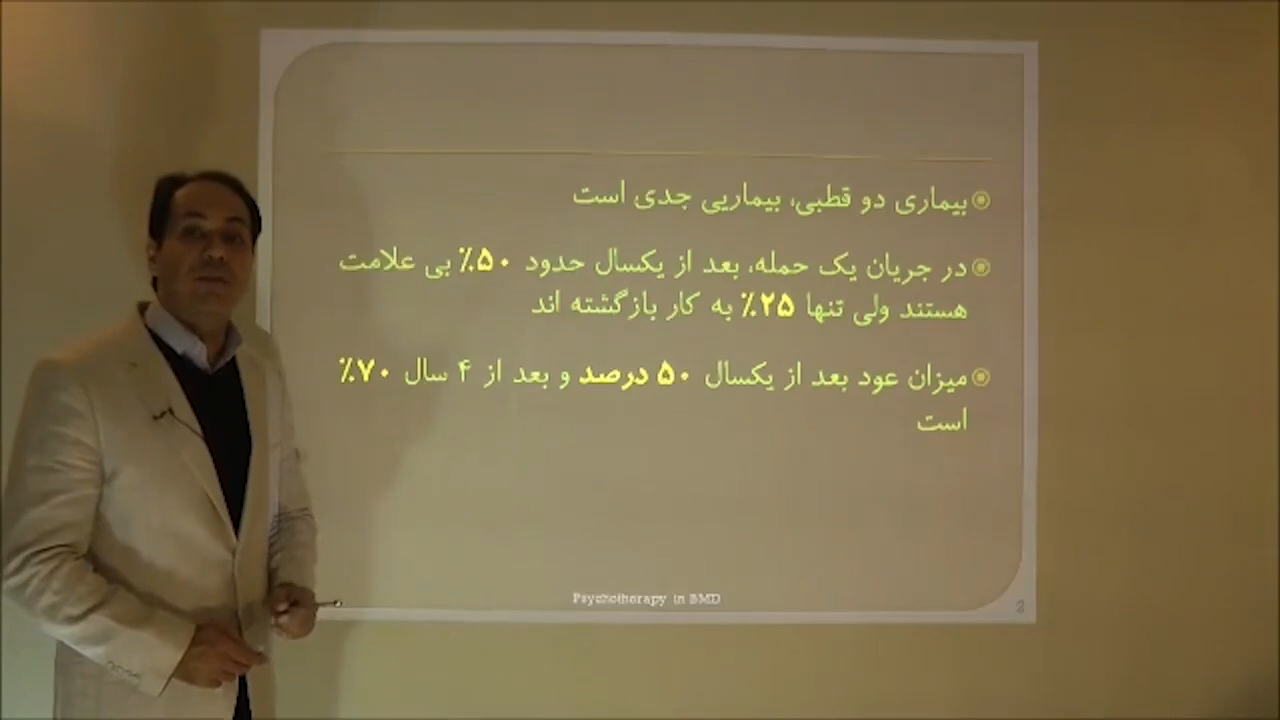 بیماری دو قطبی، بیماریی جدی است
در جریان یک حمله، بعد از یکسال حدود ۵۰٪ بی علامت
هستند ولی تنها ۲۵٪ به کار بازگشته اند
میزان عود بعد از یکسال ۵۰ درصد و بعد از ۴ سال ۷۰٪
است
Psychotherapy in BMD
2